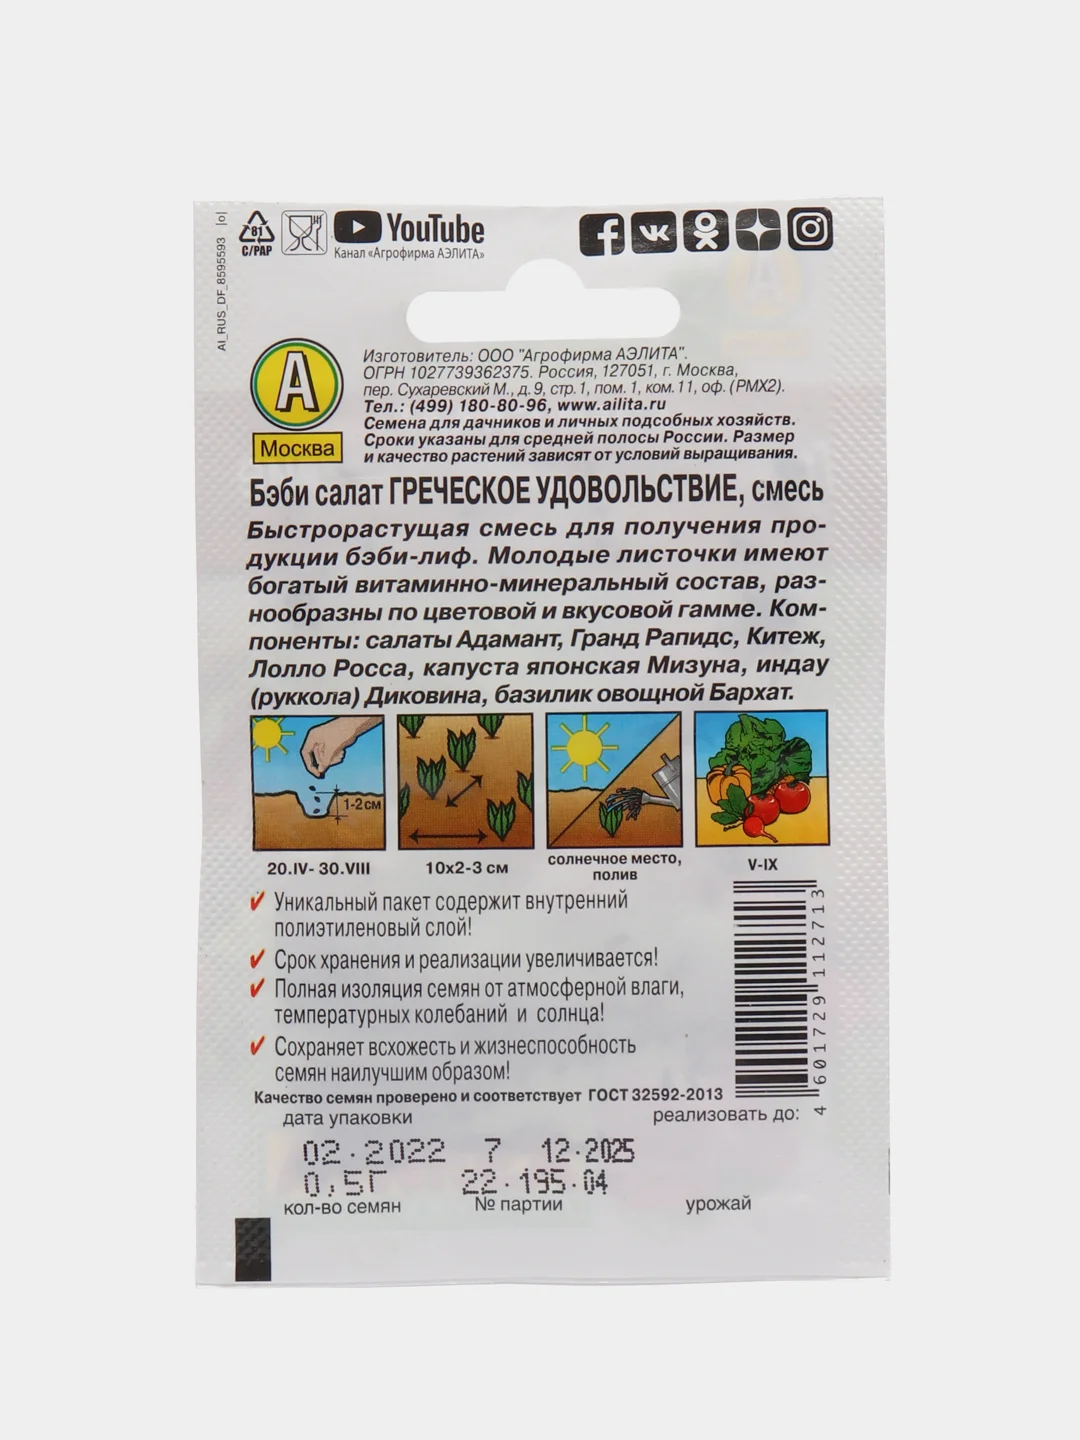 AI_RUS_DF_8595593 |o|
81
C/PAP
YouTube
Канал «Агрофирма АЭЛИТА»
А
Москва
Изготовитель: ООО "Агрофирма АЭЛИТА".
ОГРН 1027739362375. Россия, 127051, г. Москва,
пер. Сухаревский М., д. 9, стр.1, пом. 1, ком. 11, оф. (РМХ2).
Тел.: (499) 180-80-96, www.ailita.ru
Семена для дачников и личных подсобных хозяйств.
Сроки указаны для средней полосы России. Размер
и качество растений зависят от условий выращивания.
Бэби салат ГРЕЧЕСКОЕ УДОВОЛЬСТВИЕ, смесь
Быстрорастущая смесь для получения про-
дукции бэби-лиф. Молодые листочки имеют
богатый витаминно-минеральный состав, раз-
нообразны по цветовой и вкусовой гамме. Ком-
поненты: салаты Адамант, Гранд Рапидс, Китеж,
Лолло Росса, капуста японская Мизуна, индау
(руккола) Диковина, базилик овощной Бархат.
1-2см
20.IV- 30.VIII
10х2-3 см
солнечное место,
полив
V-IX
Уникальный пакет содержит внутренний
полиэтиленовый слой!
Срок хранения и реализации увеличивается!
Полная изоляция семян от атмосферной влаги,
температурных колебаний и солнца!
Сохраняет всхожесть и жизнеспособность
семян наилучшим образом!
4 601729 112713
Качество семян проверено и соответствует ГОСТ 32592-2013
дата упаковки реализовать до:
02.2022 7 12.2025
0,5Г 22.195.04
кол-во семян № партии урожай